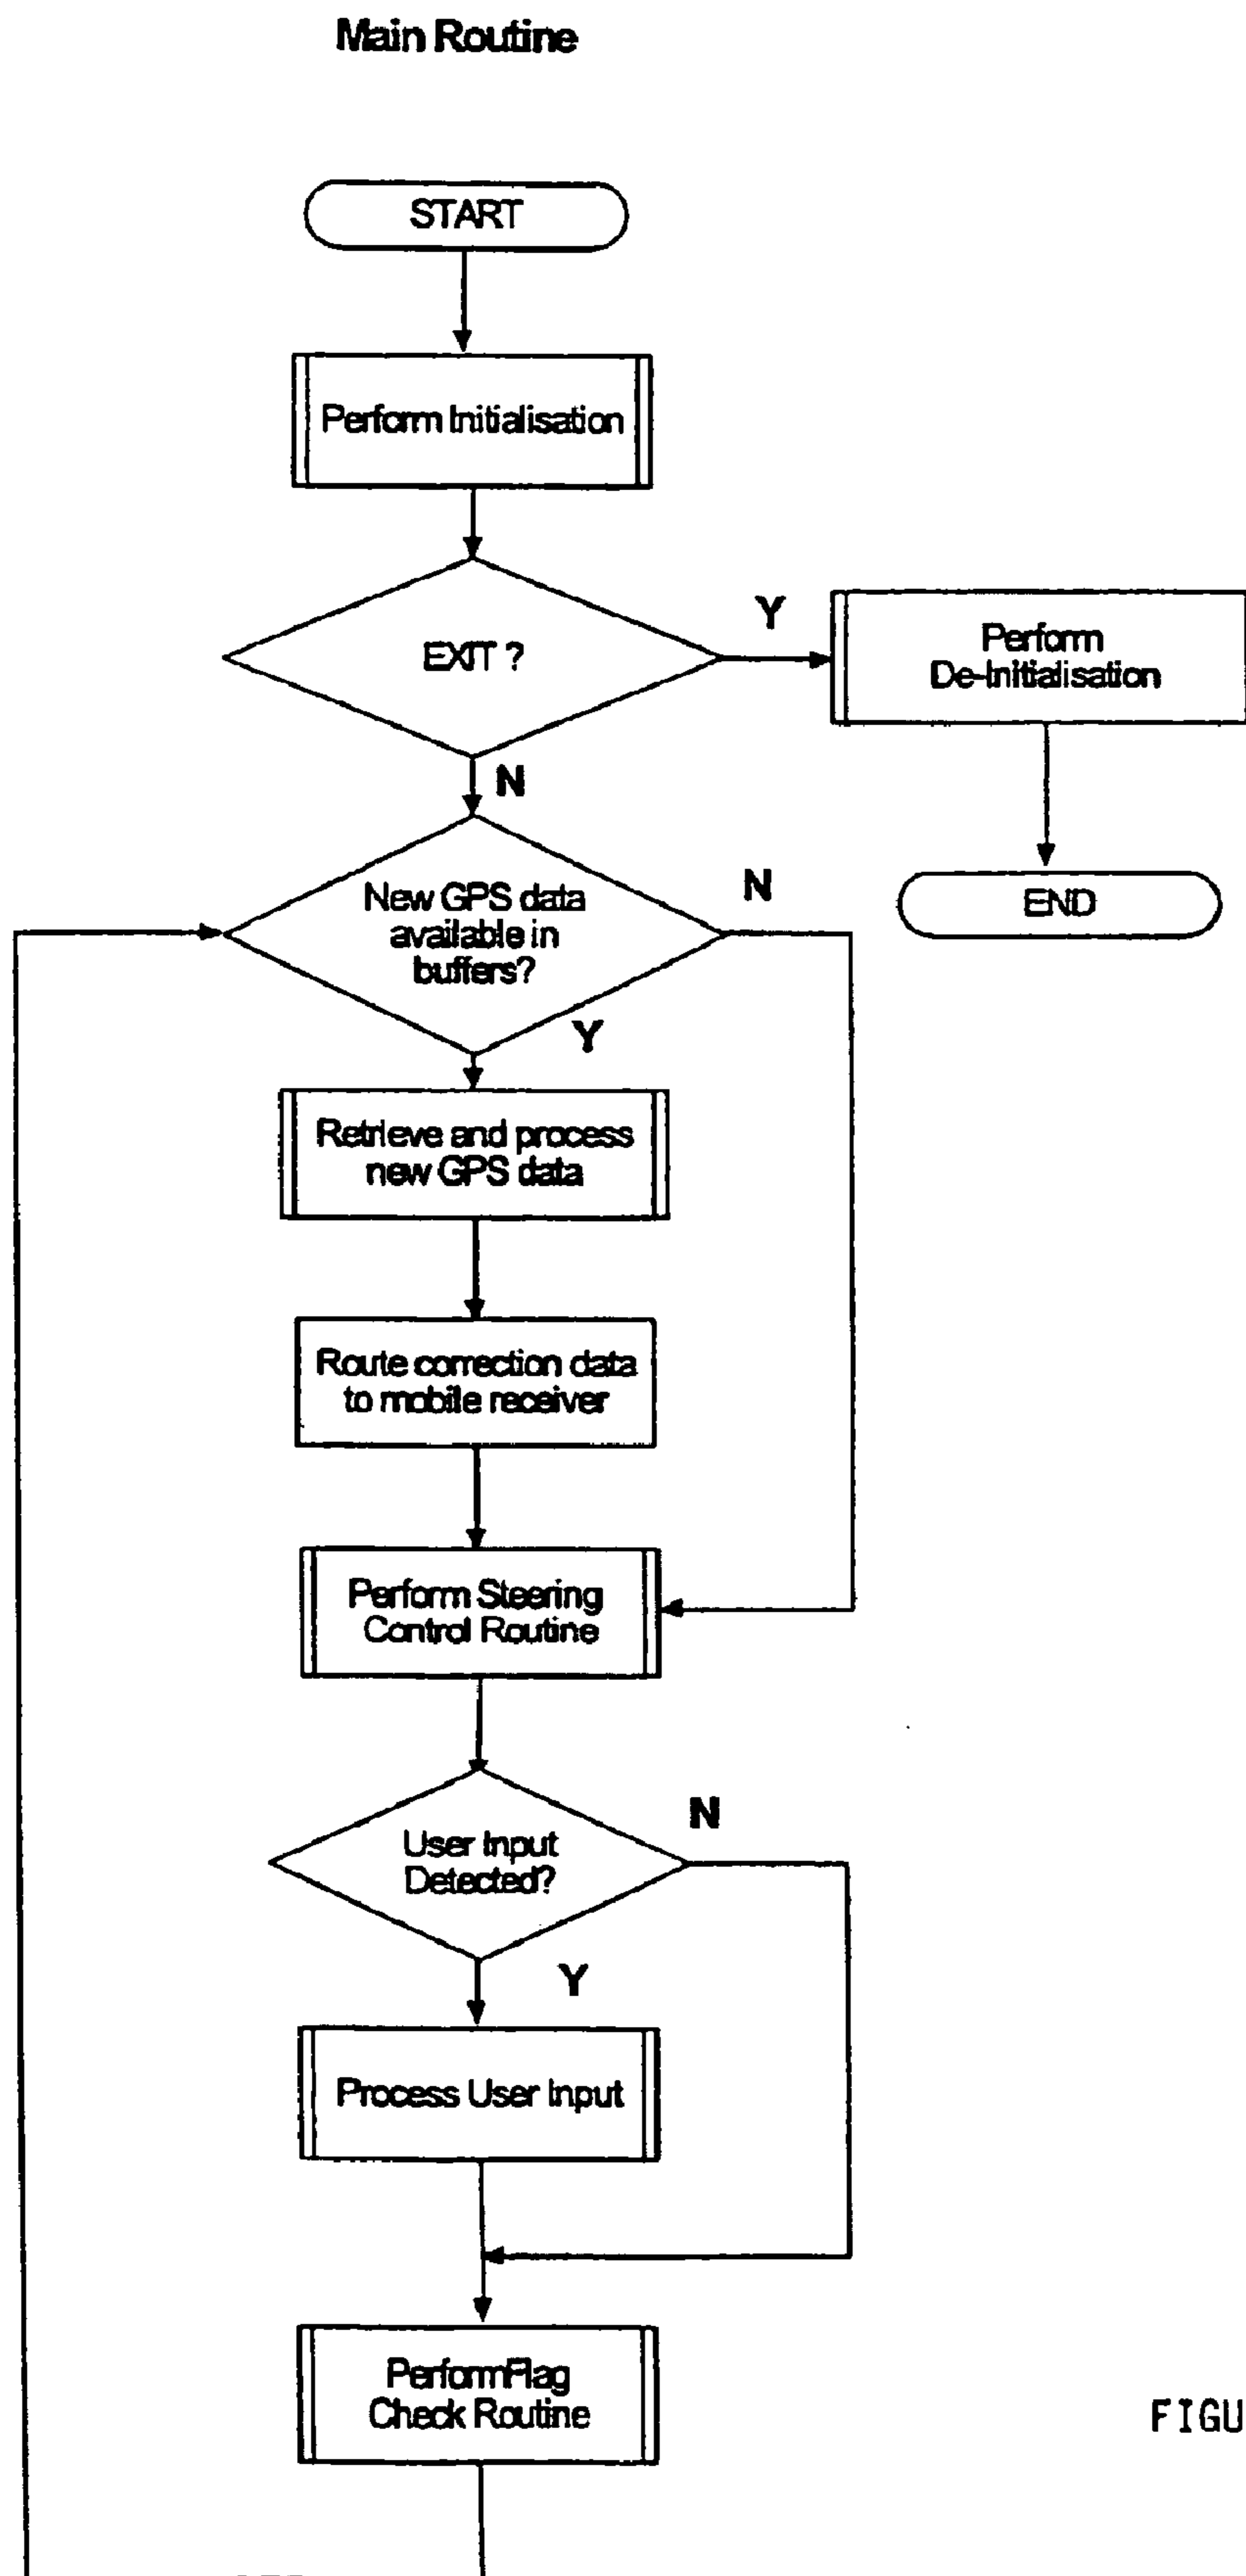 Main Routine
START
Perform Initialisation
EXIT ?
Y
Perform
De-Initialisation
N
END
New GPS data
available in
buffers?
N
Y
Retrieve and process
new GPS data
Route correction data
to mobile receiver
Perform Steering
Control Routine
User Input
Detected?
N
Y
Process User Input
PerformFlag
Check Routine
FIGU